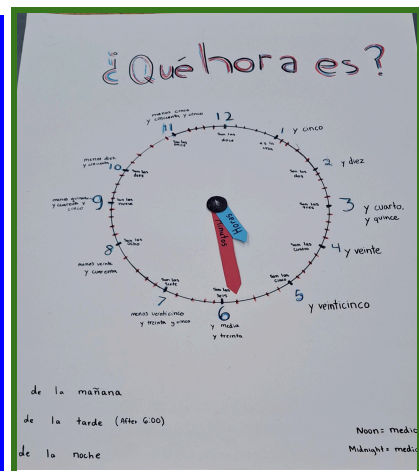 ¿Qué hora es?
menos cinco
y cincuenta y cinco
11
12
1 y cinco
son las
once
son las
doce
es la
una
menos diez
y cincuenta
10
son las
diez
2 y diez
son las
dos
menos quince,
y cuarenta y
cinco
9
son las
nueve
3 y cuarto,
y quince
son las
tres
Horas
minutos
8
son las
ocho
menos veinte
y cuarenta
4 y veinte
son las
cuatro
7
son las
siete
menos veinticinco
y treinta y cinco
son las
seis
6
y media
y treinta
son las
cinco
5
y veinticinco
de la mañana
de la tarde (After 6:00)
de la noche
Noon = medio
Midnight = medi